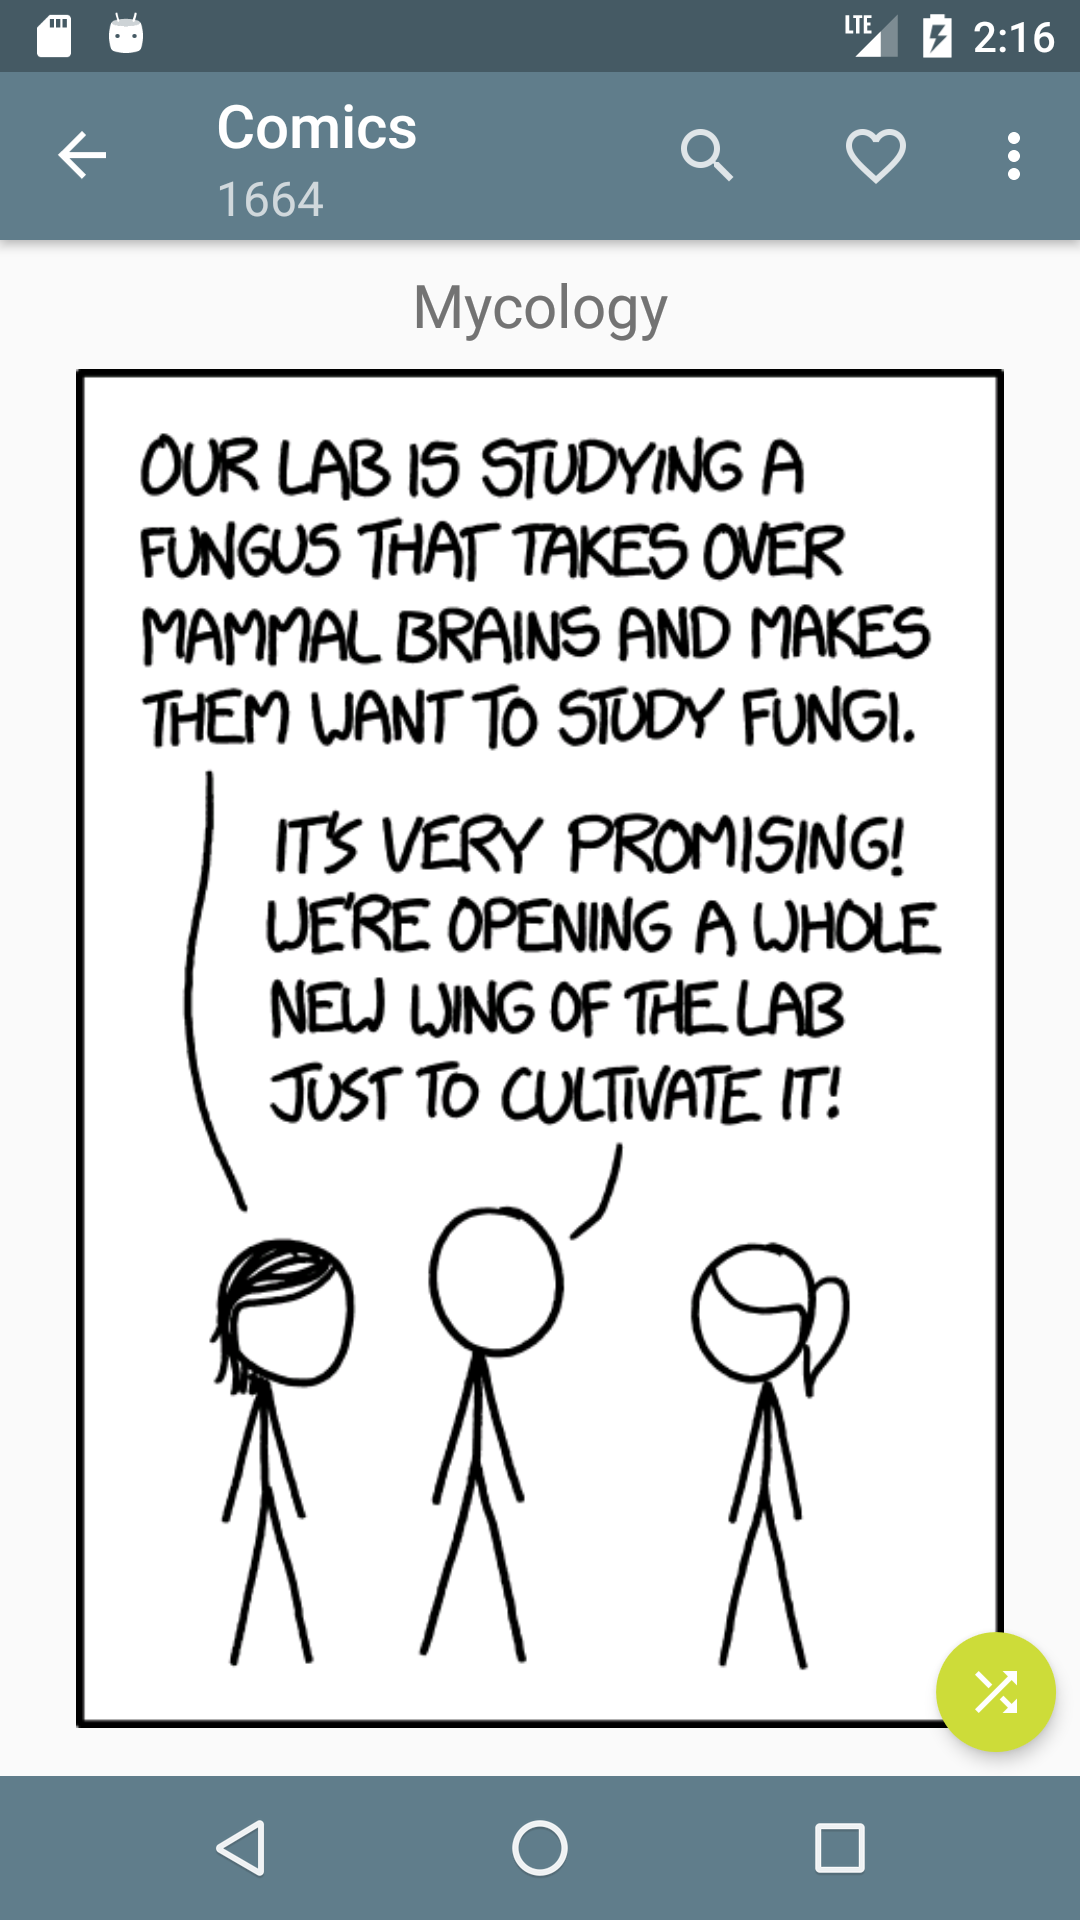 LTE 2:16
Comics
1664
Mycology
OUR LAB IS STUDYING A
FUNGUS THAT TAKES OVER
MAMMAL BRAINS AND MAKES
THEM WANT TO STUDY FUNGI.
IT'S VERY PROMISING!
WE'RE OPENING A WHOLE
NEW WING OF THE LAB
JUST TO CULTIVATE IT!